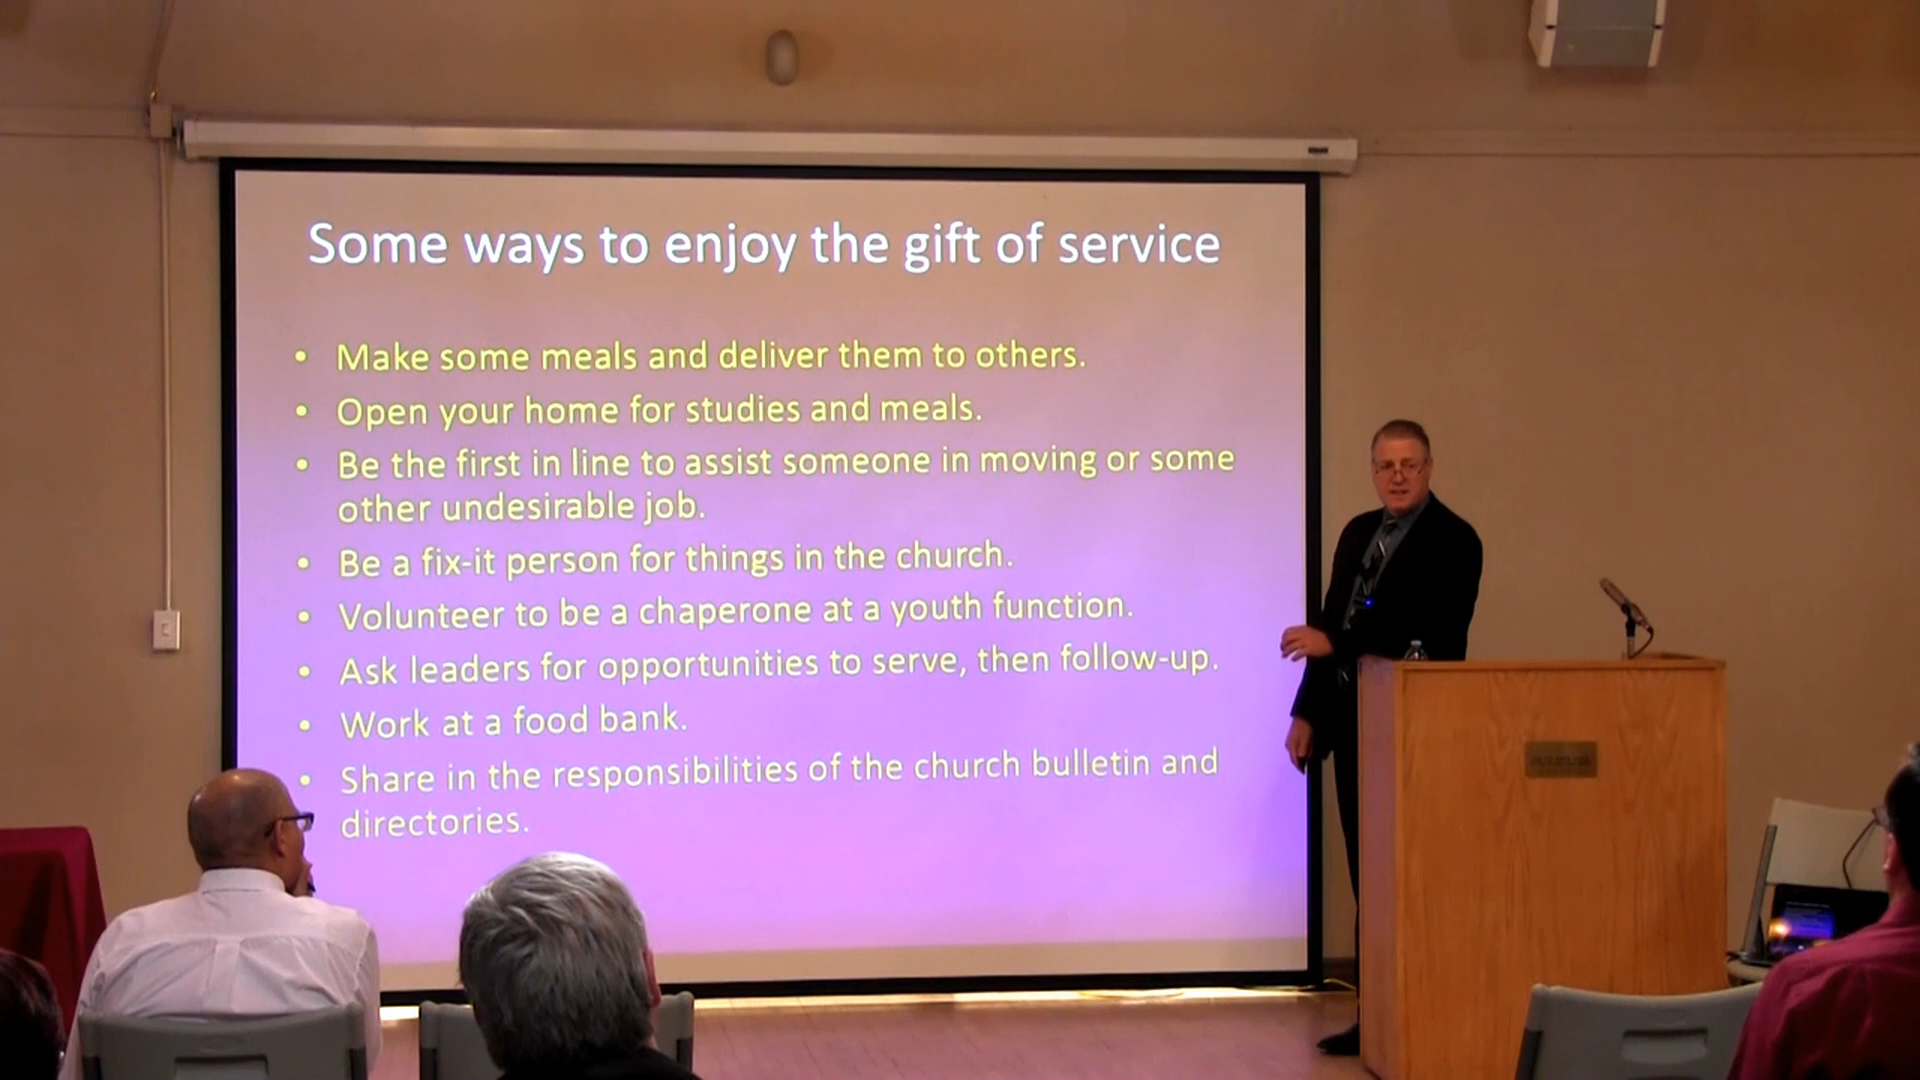 Some ways to enjoy the gift of service
• Make some meals and deliver them to others.
• Open your home for studies and meals.
• Be the first in line to assist someone in moving or some
other undesirable job.
• Be a fix-it person for things in the church.
• Volunteer to be a chaperone at a youth function.
• Ask leaders for opportunities to serve, then follow-up.
• Work at a food bank.
• Share in the responsibilities of the church bulletin and
directories.